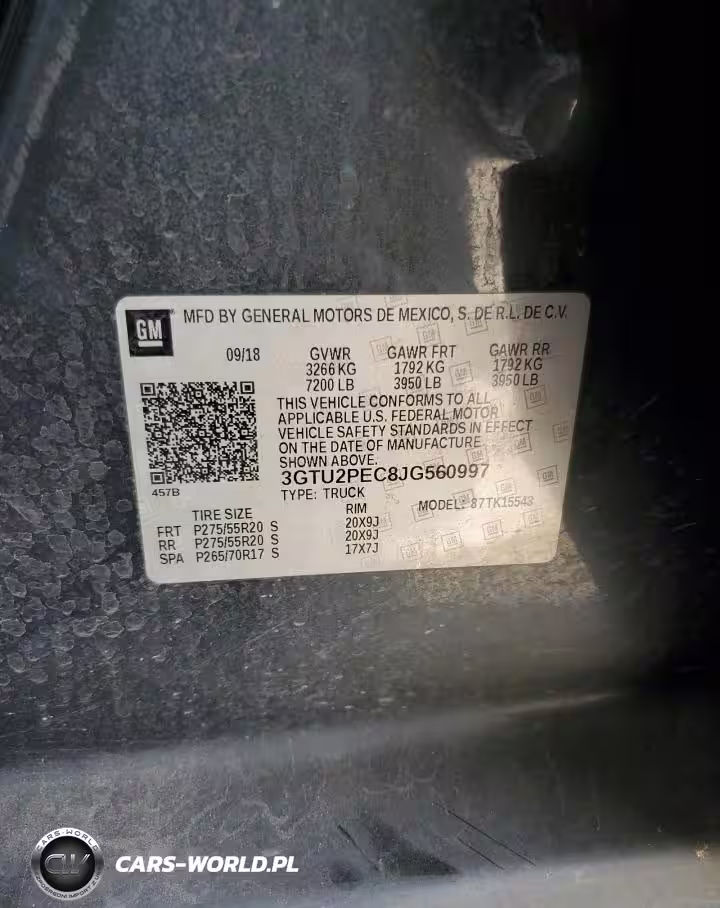 GM
MFD BY GENERAL MOTORS DE MEXICO, S. DE R.L. DE C.V.
09/18 GVWR GAWR FRT GAWR RR
3266 KG 1792 KG 1792 KG
7200 LB 3950 LB 3950 LB
THIS VEHICLE CONFORMS TO ALL
APPLICABLE U.S. FEDERAL MOTOR
VEHICLE SAFETY STANDARDS IN EFFECT
ON THE DATE OF MANUFACTURE
SHOWN ABOVE.
457B
3GTU2PEC8JG560997
TYPE: TRUCK MODEL: 87TK15543
TIRE SIZE RIM
FRT P275/55R20 S 20X9J
RR P275/55R20 S 20X9J
SPA P265/70R17 S 17X7J
CARS-WORLD
CARS-WORLD.PL